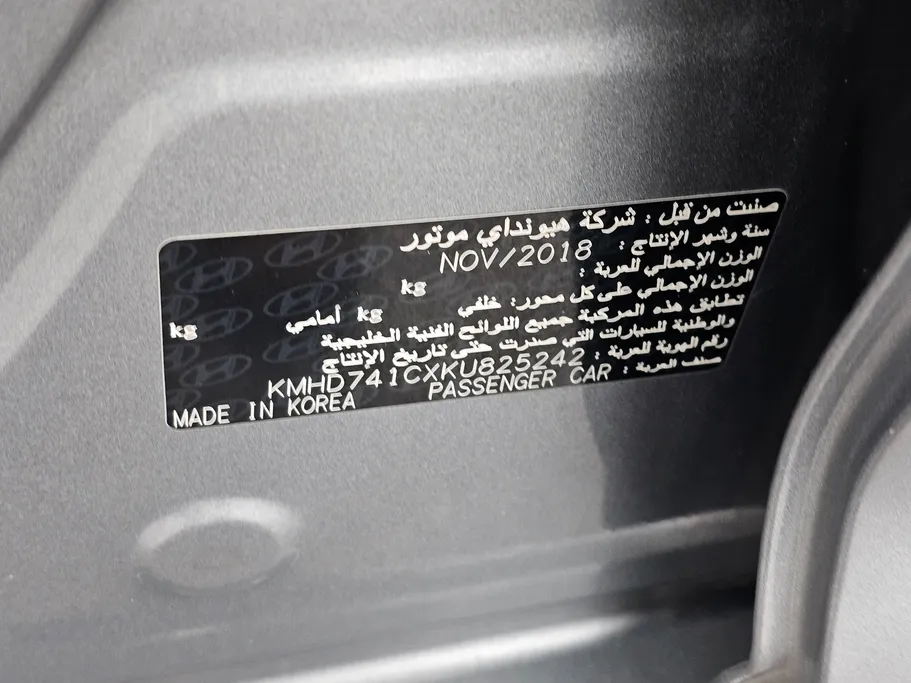 صنعت من قبل : شركة هيونداي موتور
سنة وشهر الإنتاج : NOV/2018
الوزن الإجمالي للعربة : kg
الوزن الإجمالي على كل محور: خلفي kg أمامي kg
تطابق هذه المركبة جميع اللوائح الفنية الخليجية
والوطنية للسيارات التي صدرت حتى تاريخ الإنتاج
رقم الهوية للعربة : KMHD741CXKU825242
صنف العربة : PASSENGER CAR
MADE IN KOREA